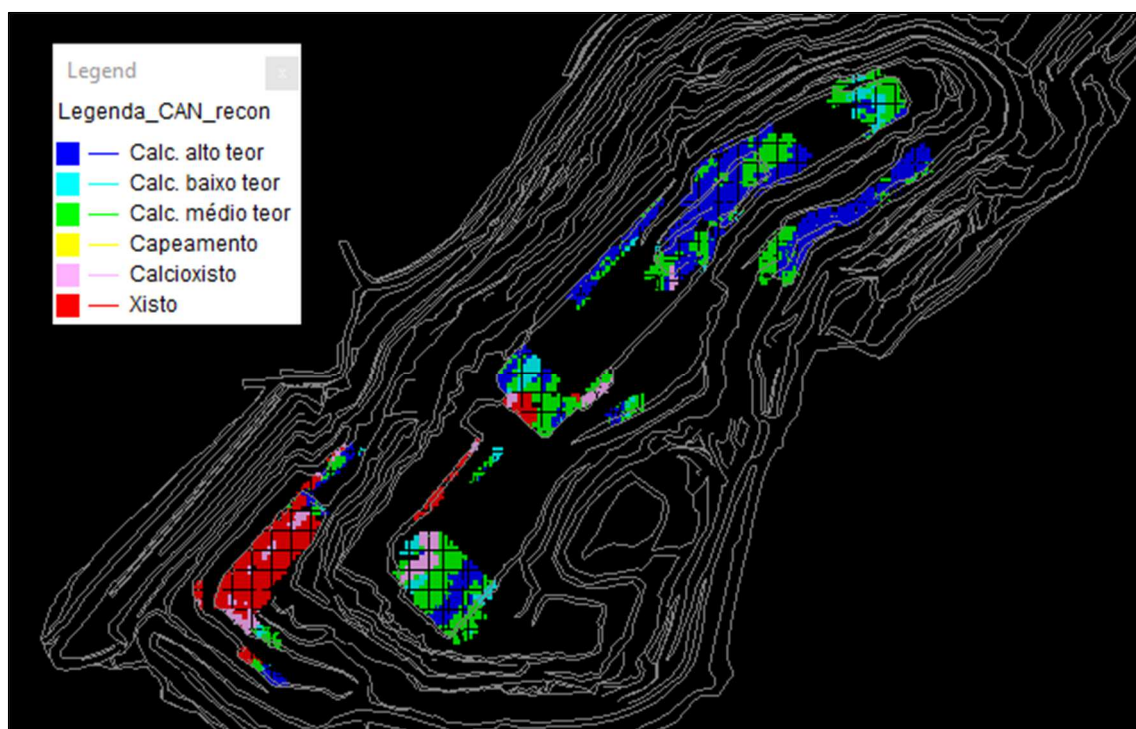 Legend
x
Legenda_CAN_recon
Calc. alto teor
Calc. baixo teor
Calc. médio teor
Capeamento
Calcioxisto
Xisto